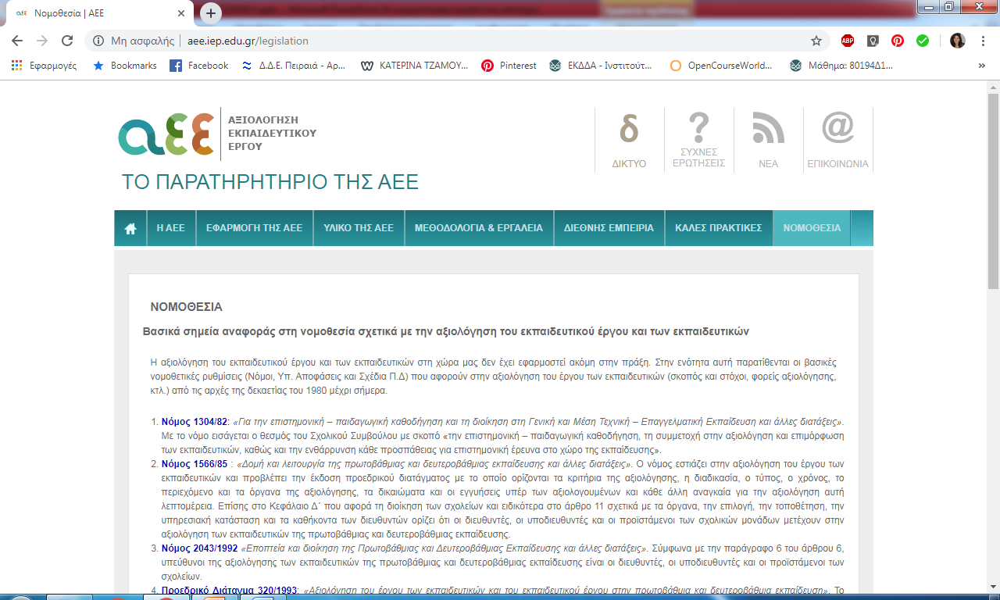 Νομοθεσία | ΑΕΕ
Μη ασφαλής | aee.iep.edu.gr/legislation
ABP
Εφαρμογές Bookmarks Facebook Δ.Δ.Ε. Πειραιά - Αρ... ΚΑΤΕΡΙΝΑ ΤΖΑΜΟΥ... Pinterest ΕΚΔΔΑ - Ινστιτούτ... OpenCourseWorld... Μάθημα: 80194Δ1... »
αεε
ΑΞΙΟΛΟΓΗΣΗ
ΕΚΠΑΙΔΕΥΤΙΚΟΥ
ΕΡΓΟΥ
ΤΟ ΠΑΡΑΤΗΡΗΤΗΡΙΟ ΤΗΣ ΑΕΕ
δ ? @
ΔΙΚΤΥΟ ΣΥΧΝΕΣ ΕΡΩΤΗΣΕΙΣ ΝΕΑ ΕΠΙΚΟΙΝΩΝΙΑ
Η ΑΕΕ ΕΦΑΡΜΟΓΗ ΤΗΣ ΑΕΕ ΥΛΙΚΟ ΤΗΣ ΑΕΕ ΜΕΘΟΔΟΛΟΓΙΑ & ΕΡΓΑΛΕΙΑ ΔΙΕΘΝΗΣ ΕΜΠΕΙΡΙΑ ΚΑΛΕΣ ΠΡΑΚΤΙΚΕΣ ΝΟΜΟΘΕΣΙΑ
ΝΟΜΟΘΕΣΙΑ
Βασικά σημεία αναφοράς στη νομοθεσία σχετικά με την αξιολόγηση του εκπαιδευτικού έργου και των εκπαιδευτικών
Η αξιολόγηση του εκπαιδευτικού έργου και των εκπαιδευτικών στη χώρα μας δεν έχει εφαρμοστεί ακόμη στην πράξη. Στην ενότητα αυτή παρατίθενται οι βασικές
νομοθετικές ρυθμίσεις (Νόμοι, Υπ. Αποφάσεις και Σχέδια Π.Δ) που αφορούν στην αξιολόγηση του έργου των εκπαιδευτικών (σκοπός και στόχοι, φορείς αξιολόγησης,
κτλ.) από τις αρχές της δεκαετίας του 1980 μέχρι σήμερα.
1. Νόμος 1304/82: «Για την επιστημονική – παιδαγωγική καθοδήγηση και τη διοίκηση στη Γενική και Μέση Τεχνική – Επαγγελματική Εκπαίδευση και άλλες διατάξεις».
Με το νόμο εισάγεται ο θεσμός του Σχολικού Συμβούλου με σκοπό «την επιστημονική – παιδαγωγική καθοδήγηση, τη συμμετοχή στην αξιολόγηση και επιμόρφωση
των εκπαιδευτικών, καθώς και την ενθάρρυνση κάθε προσπάθειας για επιστημονική έρευνα στο χώρο της εκπαίδευσης».
2. Νόμος 1566/85 : «Δομή και λειτουργία της πρωτοβάθμιας και δευτεροβάθμιας εκπαίδευσης και άλλες διατάξεις». Ο νόμος εστιάζει στην αξιολόγηση του έργου των
εκπαιδευτικών και προβλέπει την έκδοση προεδρικού διατάγματος με το οποίο ορίζονται τα κριτήρια της αξιολόγησης, η διαδικασία, ο τύπος, ο χρόνος, το
περιεχόμενο και τα όργανα της αξιολόγησης, τα δικαιώματα και οι εγγυήσεις υπέρ των αξιολογουμένων και κάθε άλλη αναγκαία για την αξιολόγηση αυτή
λεπτομέρεια. Επίσης στο Κεφάλαιο Δ΄ που αφορά τη διοίκηση των σχολείων και ειδικότερα στο άρθρο 11 σχετικά με τα όργανα, την επιλογή, την τοποθέτηση, την
υπηρεσιακή κατάσταση και τα καθήκοντα των διευθυντών ορίζει ότι οι διευθυντές, οι υποδιευθυντές και οι προϊστάμενοι των σχολικών μονάδων μετέχουν στην
αξιολόγηση των εκπαιδευτικών της πρωτοβάθμιας και δευτεροβάθμιας εκπαίδευσης.
3. Νόμος 2043/1992 «Εποπτεία και διοίκηση της Πρωτοβάθμιας και Δευτεροβάθμιας Εκπαίδευσης και άλλες διατάξεις». Σύμφωνα με την παράγραφο 6 του άρθρου 6,
υπεύθυνοι της αξιολόγησης των εκπαιδευτικών της πρωτοβάθμιας και δευτεροβάθμιας εκπαίδευσης είναι οι διευθυντές, οι υποδιευθυντές και οι προϊστάμενοι των
σχολείων.
4. Προεδρικό Διάταγμα 320/1993: «Αξιολόγηση του έργου των εκπαιδευτικών και του εκπαιδευτικού έργου στην πρωτοβάθμια και δευτεροβάθμια εκπαίδευση». Το